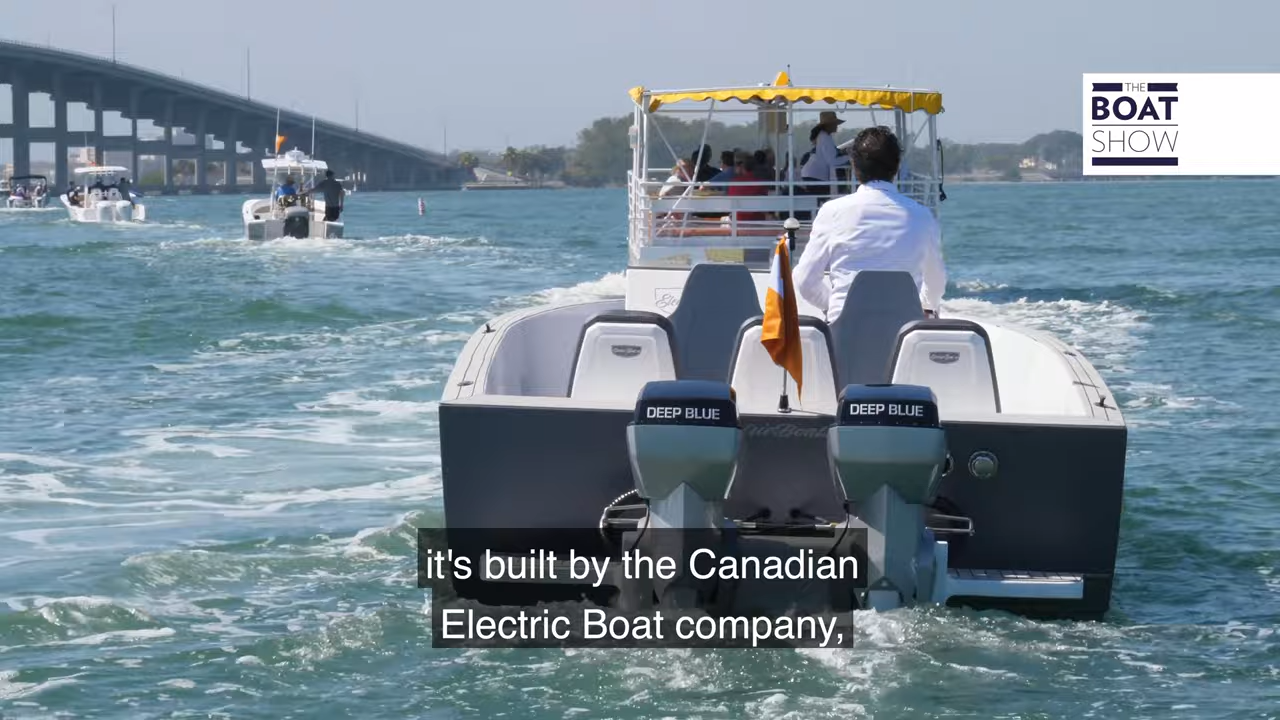 THE
BOAT
SHOW
DEEP BLUE
DEEP BLUE
it's built by the Canadian
Electric Boat company,